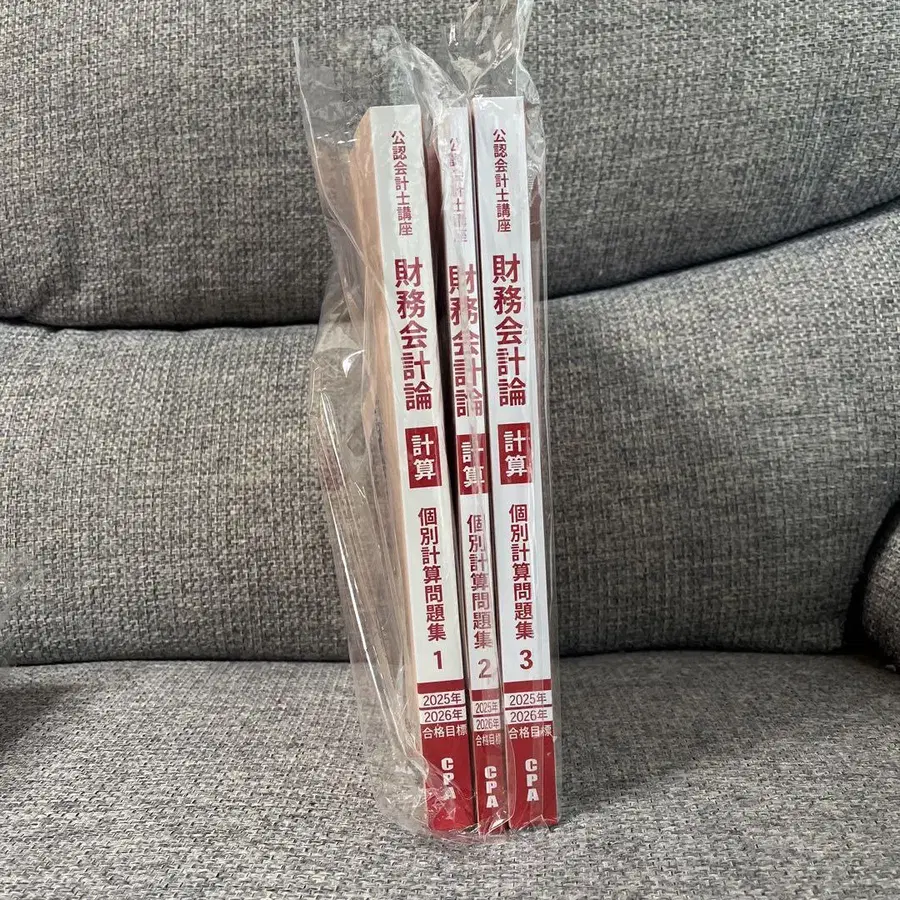 公認会計士講座
財務会計論
計算
個別計算問題集
1
2025年
2026年
合格目標
CPA
公認会計士講座
財務会計論
計算
個別計算問題集
2
2025年
2026年
合格目標
CPA
公認会計士講座
財務会計論
計算
個別計算問題集
3
2025年
2026年
合格目標
CPA